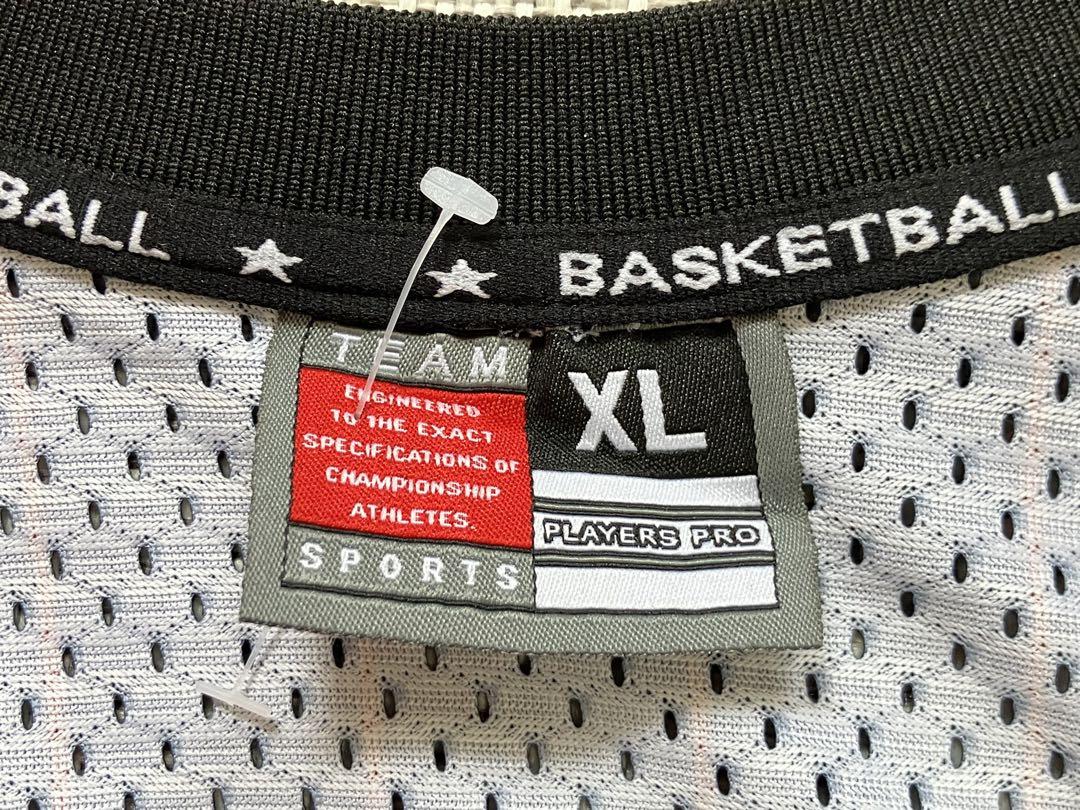 BALL ★ ★ BASKETBALL
TEAM
ENGINEERED
TO THE EXACT
SPECIFICATIONS OF
CHAMPIONSHIP
ATHLETES.
SPORTS
XL
PLAYERS PRO